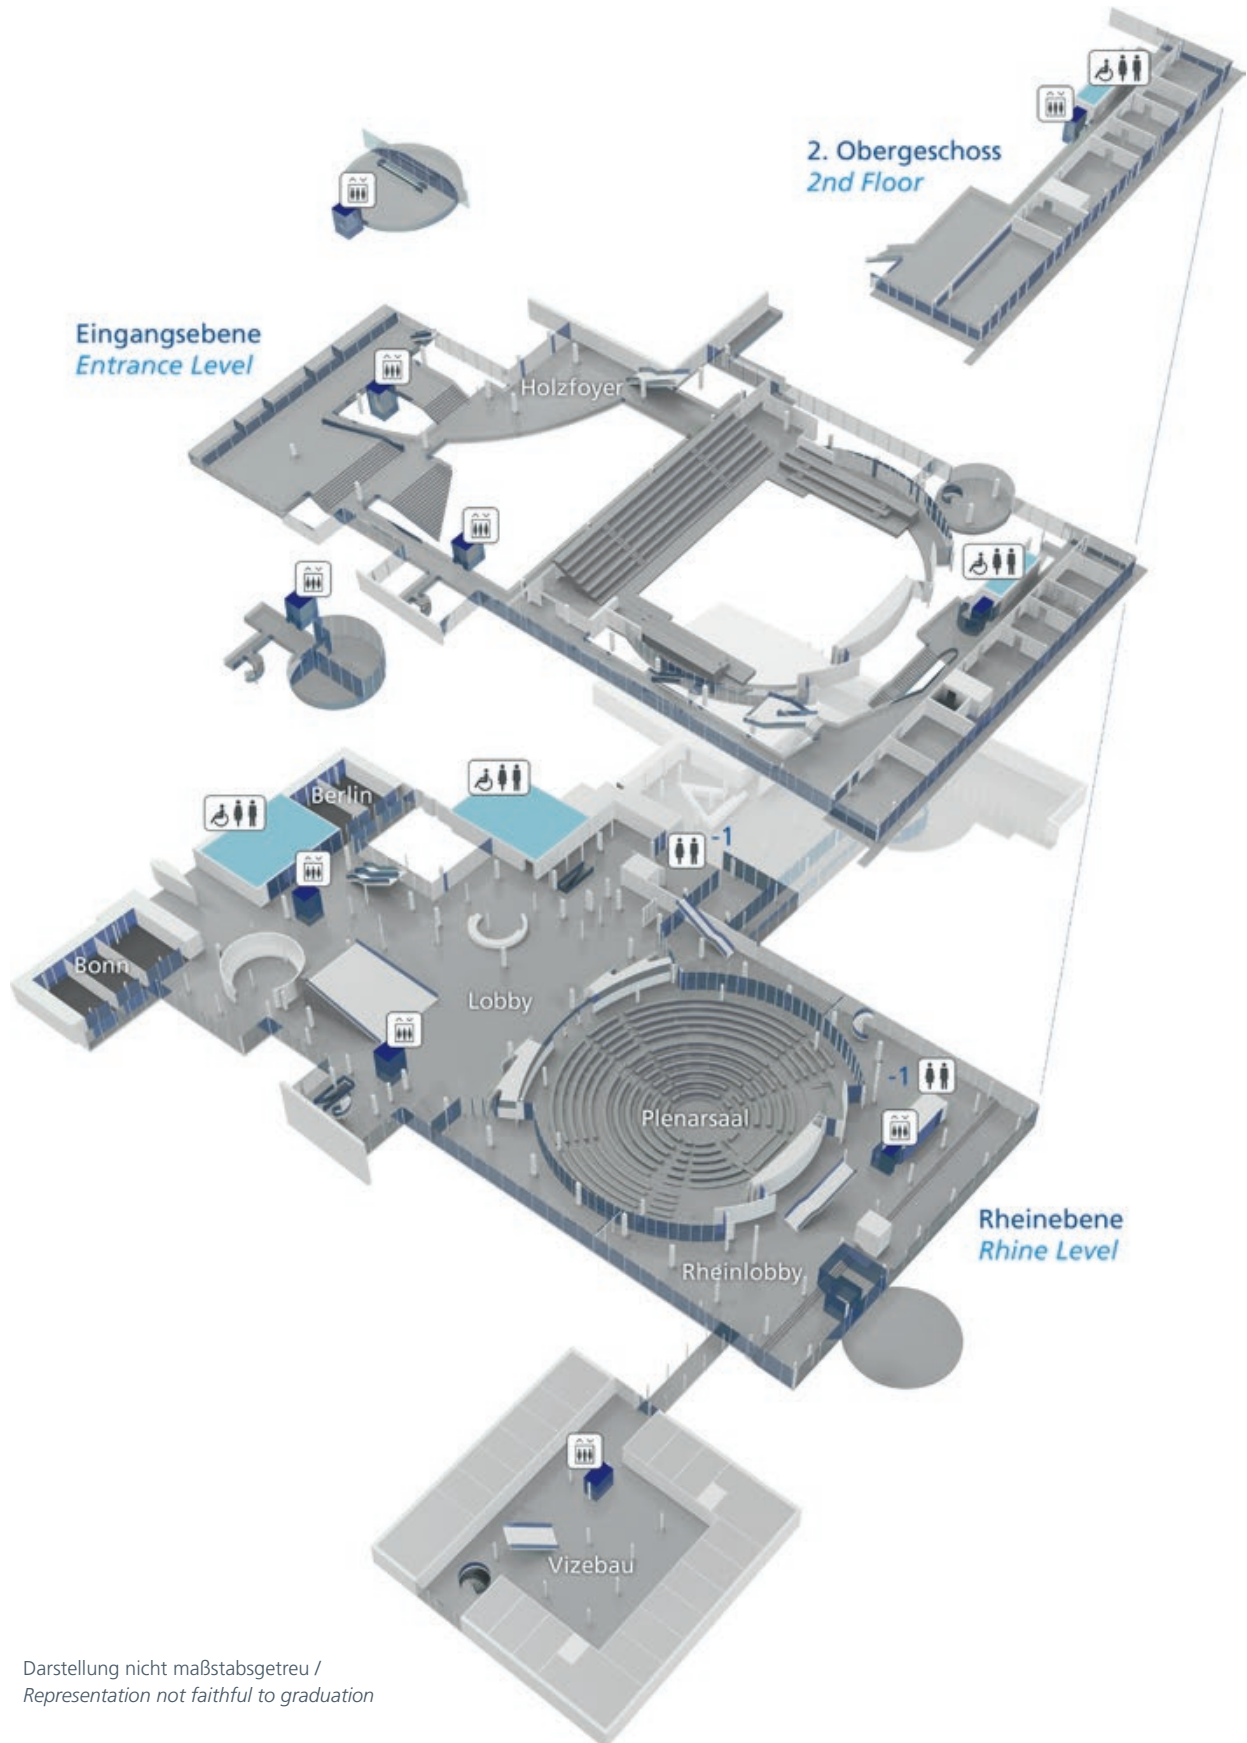 2. Obergeschoss
2nd Floor
Eingangsebene
Entrance Level
Holzfoyer
Berlin
-1
Bonn
Lobby
-1
Plenarsaal
Rheinebene
Rhine Level
Rheinlobby
Vizebau
Darstellung nicht maßstabsgetreu /
Representation not faithful to graduation